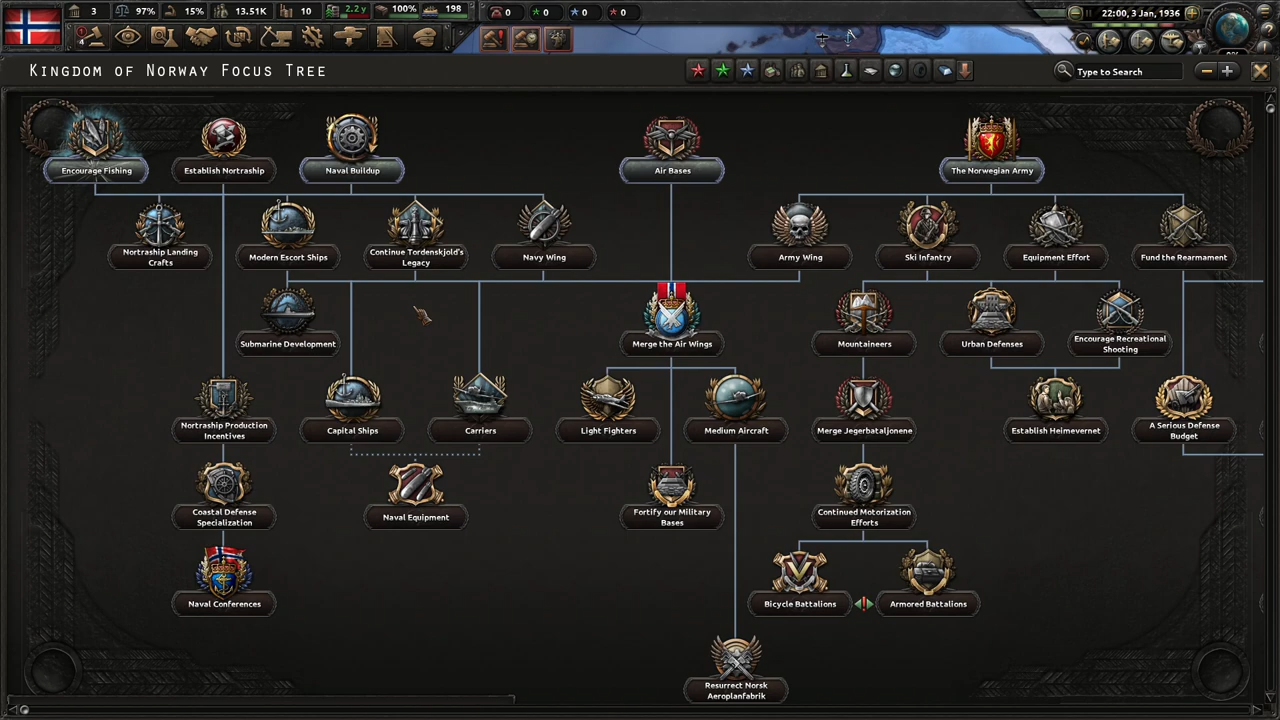 3
97%
15%
13.51K
10
2.2 y
100%
198
0
0
0
0
22:00, 3 Jan, 1936
4
Kingdom of Norway Focus Tree
Type to Search
Encourage Fishing
Establish Nortraship
Naval Buildup
Air Bases
The Norwegian Army
Nortraship Landing
Crafts
Modern Escort Ships
Continue Tordenskjold's
Legacy
Navy Wing
Army Wing
Ski Infantry
Equipment Effort
Fund the Rearmament
Submarine Development
Merge the Air Wings
Mountaineers
Urban Defenses
Encourage Recreational
Shooting
Nortraship Production
Incentives
Capital Ships
Carriers
Light Fighters
Medium Aircraft
Merge Jegerbataljonene
Establish Heimevernet
A Serious Defense
Budget
Coastal Defense
Specialization
Naval Equipment
Fortify our Military
Bases
Continued Motorization
Efforts
Naval Conferences
Bicycle Battalions
Armored Battalions
Resurrect Norsk
Aeroplanfabrik